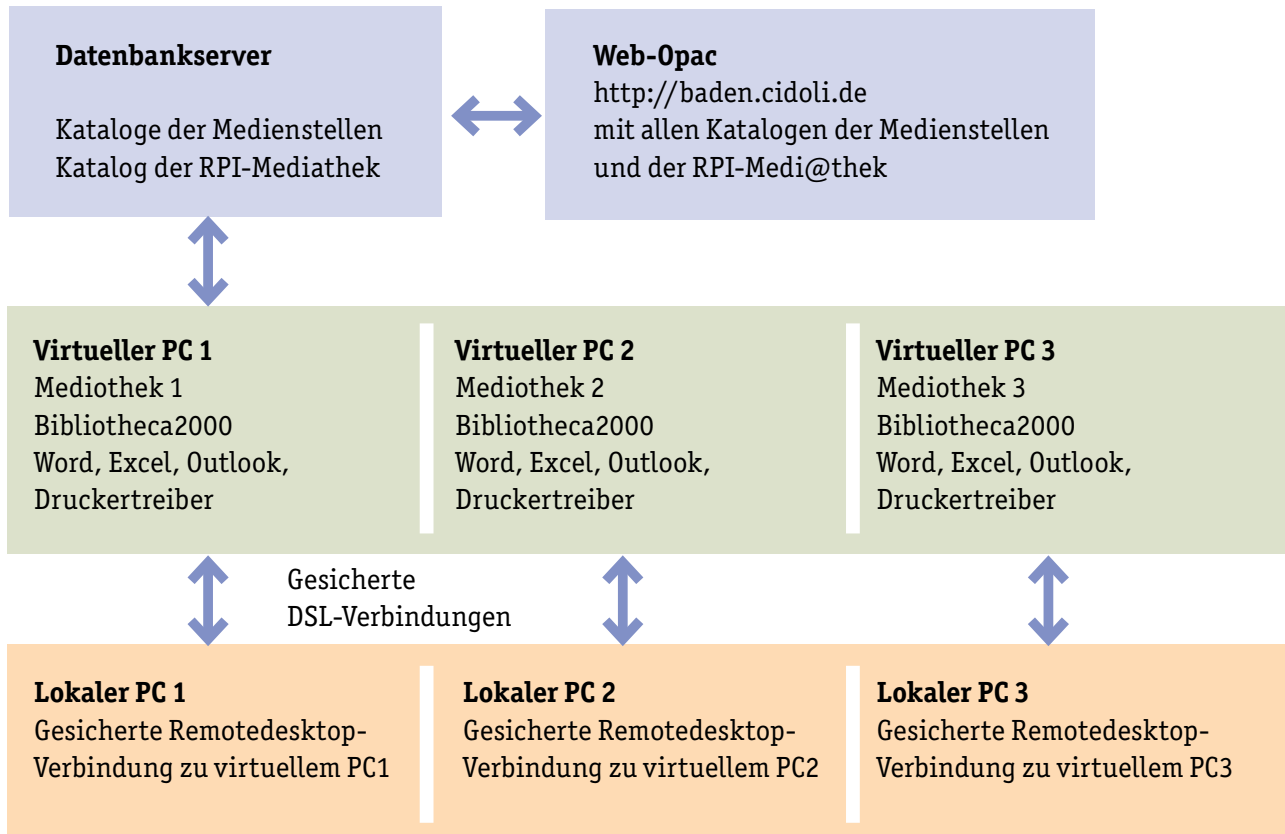 Datenbankserver
Kataloge der Medienstellen
Katalog der RPI-Mediathek
Web-Opac
http://baden.cidoli.de
mit allen Katalogen der Medienstellen
und der RPI-Medi@thek
Virtueller PC 1
Mediothek 1
Bibliotheca2000
Word, Excel, Outlook,
Druckertreiber
Virtueller PC 2
Mediothek 2
Bibliotheca2000
Word, Excel, Outlook,
Druckertreiber
Virtueller PC 3
Mediothek 3
Bibliotheca2000
Word, Excel, Outlook,
Druckertreiber
Gesicherte
DSL-Verbindungen
Lokaler PC 1
Gesicherte Remotedesktop-
Verbindung zu virtuellem PC1
Lokaler PC 2
Gesicherte Remotedesktop-
Verbindung zu virtuellem PC2
Lokaler PC 3
Gesicherte Remotedesktop-
Verbindung zu virtuellem PC3